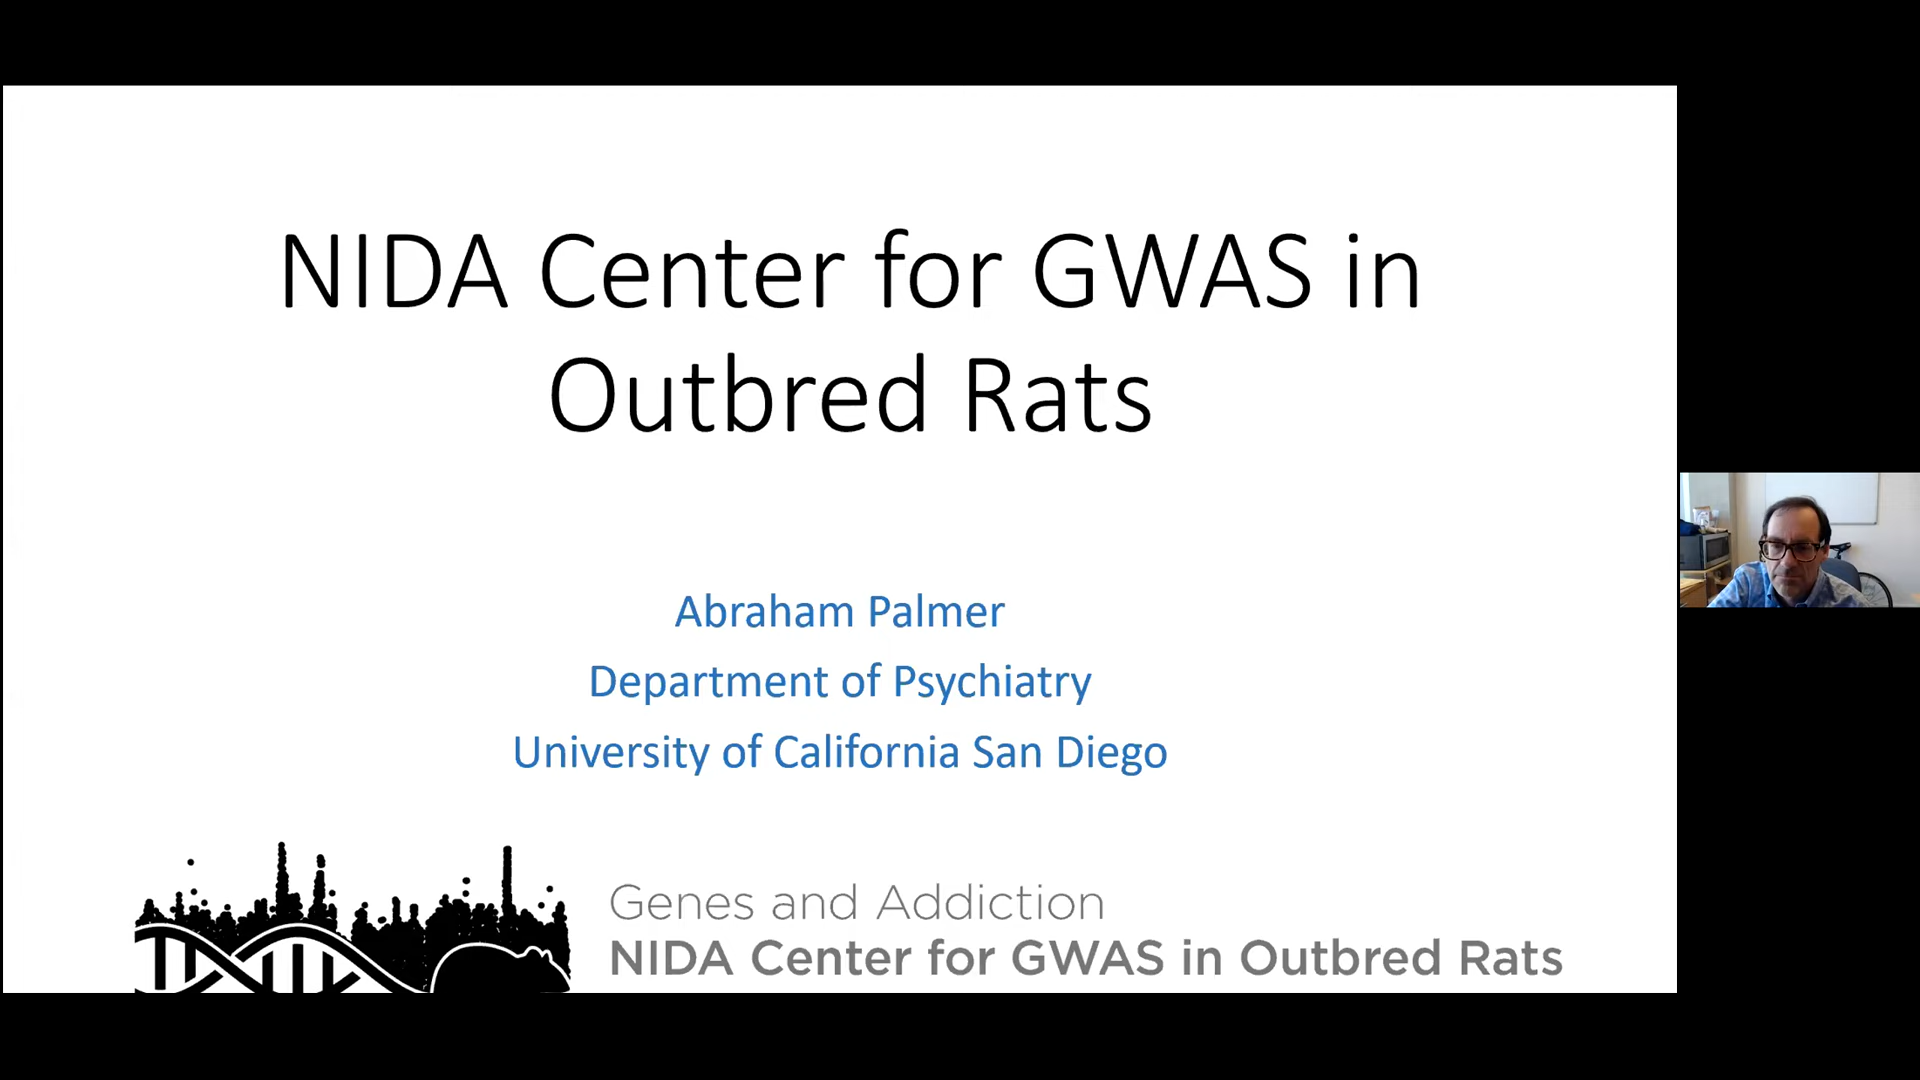 NIDA Center for GWAS in
Outbred Rats
Abraham Palmer
Department of Psychiatry
University of California San Diego
Genes and Addiction
NIDA Center for GWAS in Outbred Rats